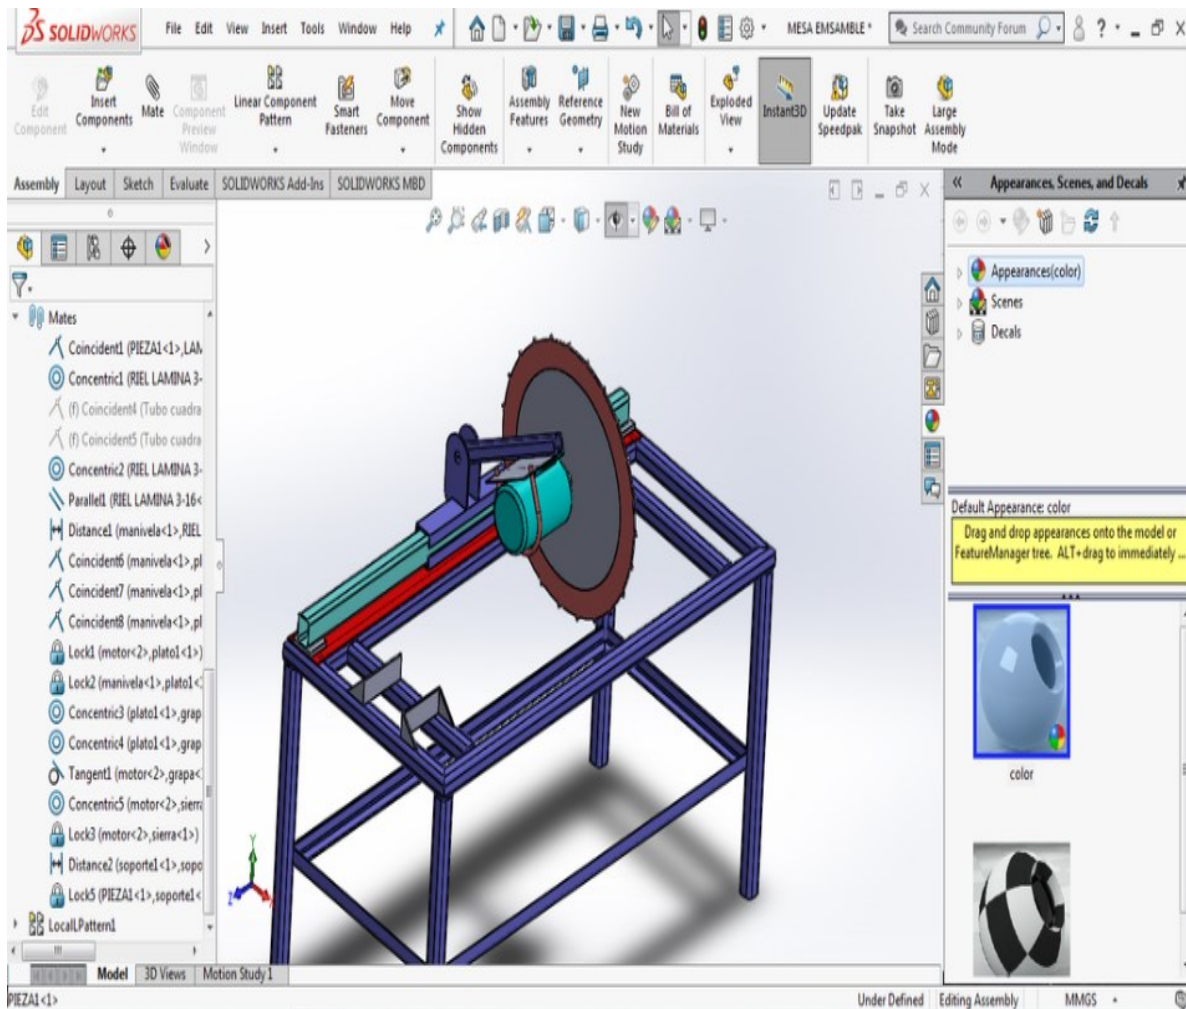 SOLIDWORKS File Edit View Insert Tools Window Help MESA EMSAMBLE * Search Community Forum ?
Edit Component
Insert Components
Mate
Component Preview Window
Linear Component Pattern
Smart Fasteners
Move Component
Show Hidden Components
Assembly Features
Reference Geometry
New Motion Study
Bill of Materials
Exploded View
Instant3D
Update Speedpak
Take Snapshot
Large Assembly Mode
Assembly Layout Sketch Evaluate SOLIDWORKS Add-Ins SOLIDWORKS MBD
Mates
Coincident1 (PIEZA1<1>,LAM
Concentric1 (RIEL LAMINA 3-
(f) Coincident4 (Tubo cuadra
(f) Coincident5 (Tubo cuadra
Concentric2 (RIEL LAMINA 3-
Parallel1 (RIEL LAMINA 3-16<
Distance1 (manivela<1>,RIEL
Coincident6 (manivela<1>,pl
Coincident7 (manivela<1>,pl
Coincident8 (manivela<1>,pl
Lock1 (motor<2>,plato1<1>)
Lock2 (manivela<1>,plato1<
Concentric3 (plato1<1>,grap
Concentric4 (plato1<1>,grap
Tangent1 (motor<2>,grapa<
Concentric5 (motor<2>,sierra
Lock3 (motor<2>,sierra<1>)
Distance2 (soporte1<1>,sopo
Lock5 (PIEZA1<1>,soporte1<
LocalLPattern1
Y
Z
X
Model 3D Views Motion Study 1
Appearances, Scenes, and Decals
Appearances(color)
Scenes
Decals
Default Appearance: color
Drag and drop appearances onto the model or
FeatureManager tree. ALT+drag to immediately ...
color
PIEZA1<1> Under Defined Editing Assembly MMGS